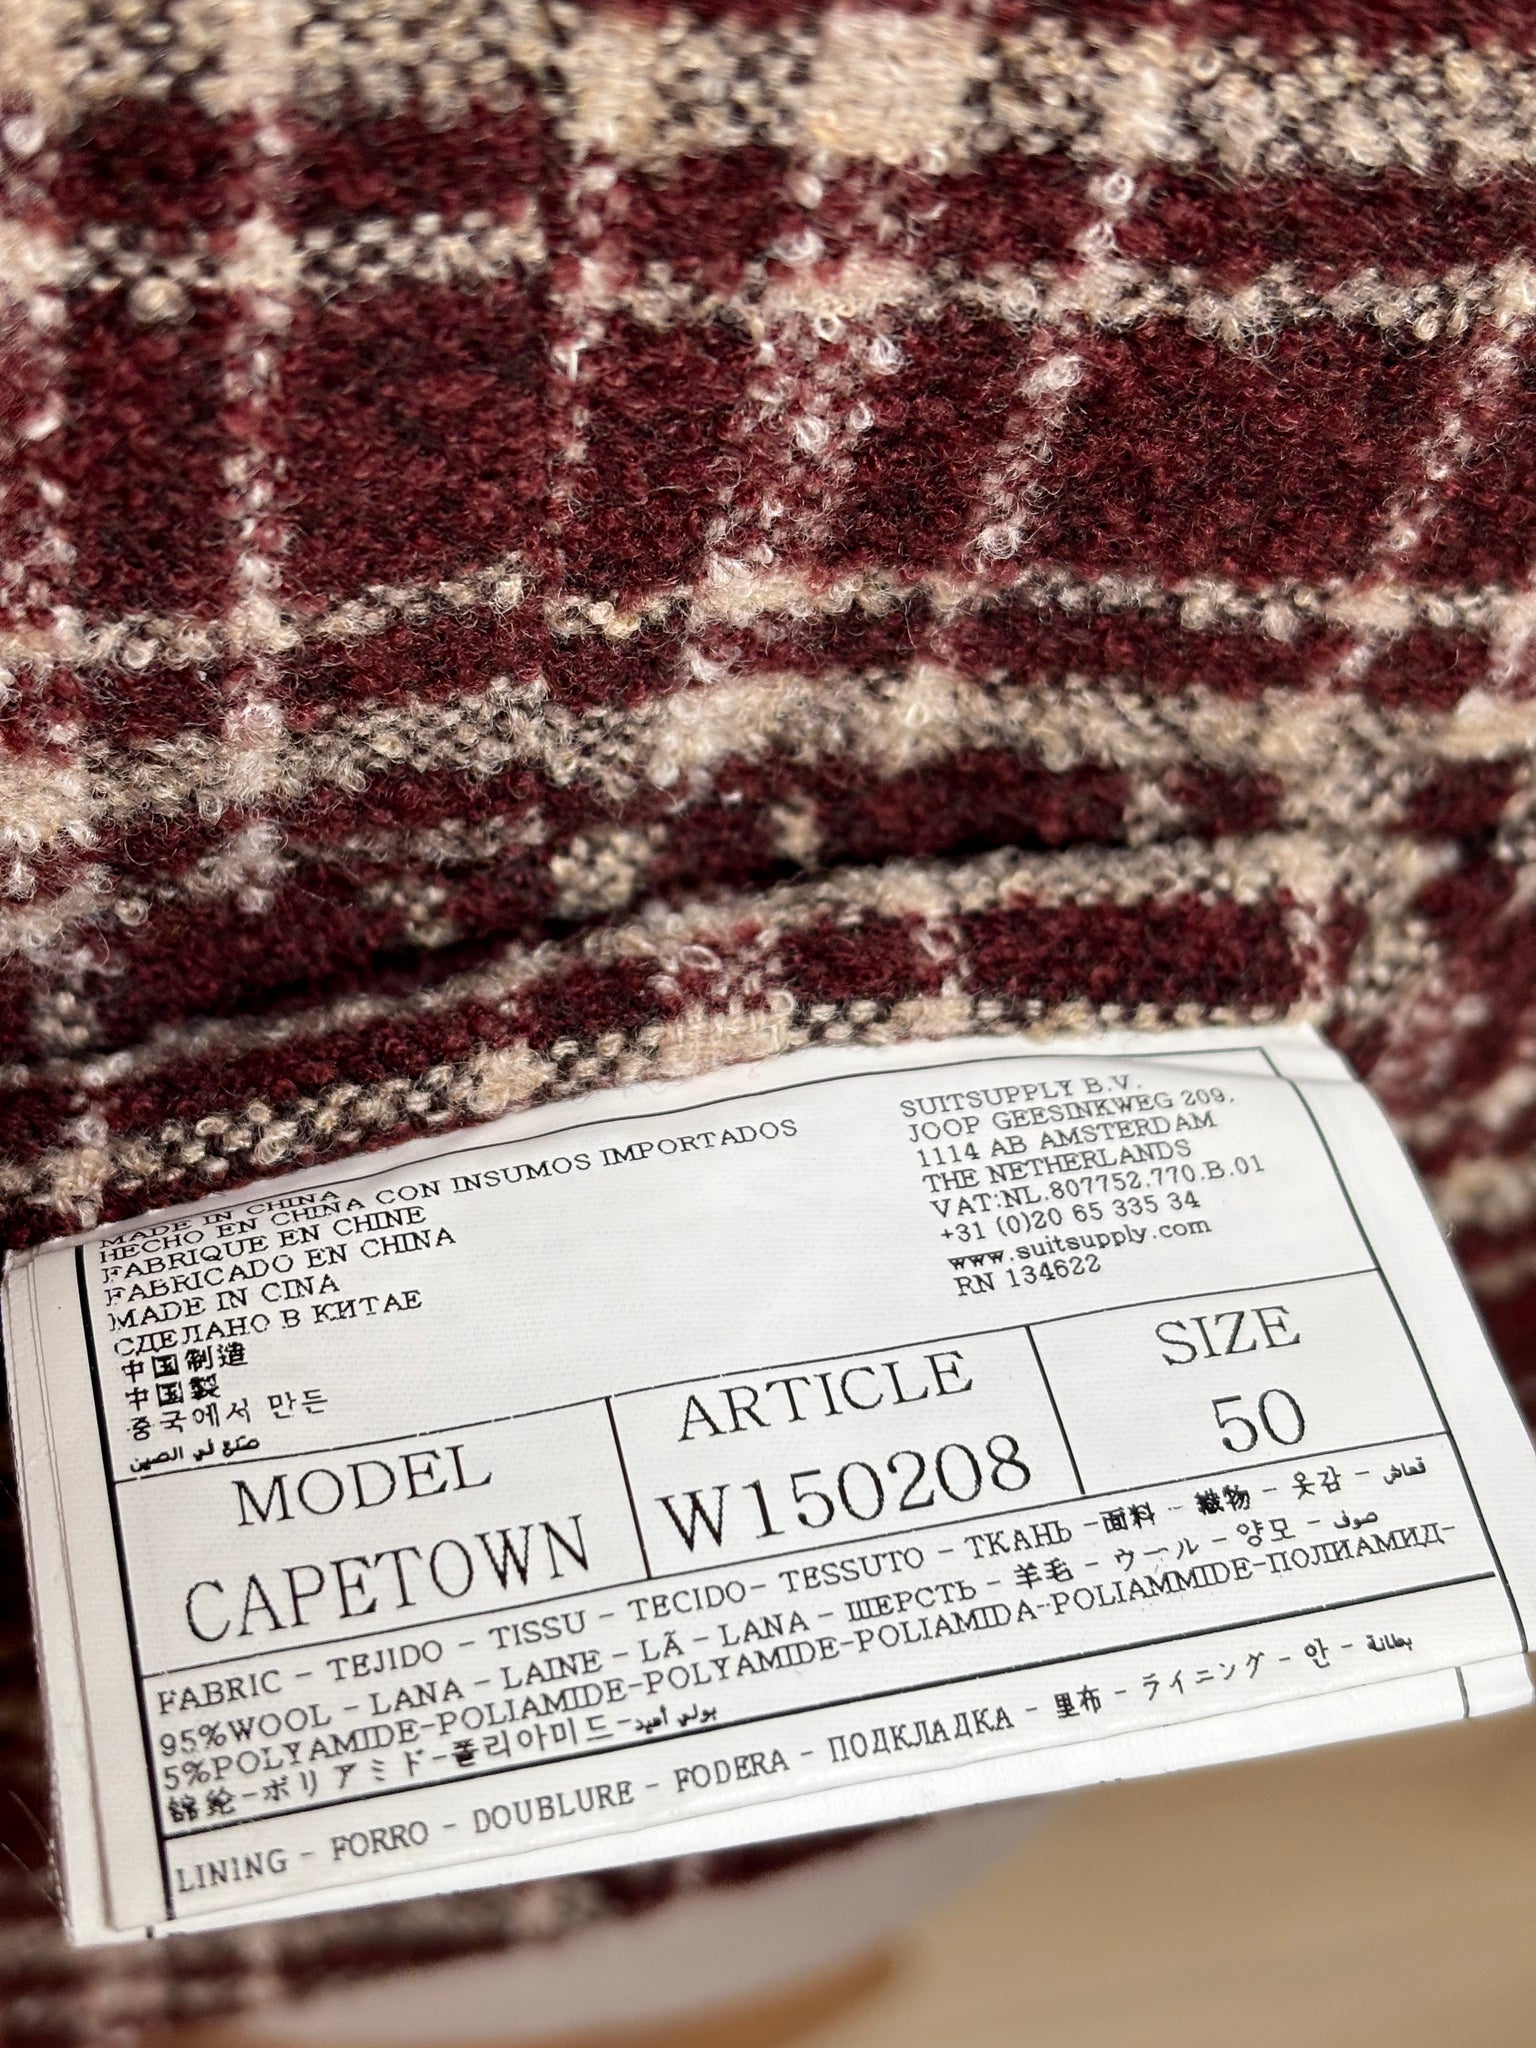 MADE IN CHINA
HECHO EN CHINA CON INSUMOS IMPORTADOS
FABRIQUE EN CHINE
FABRICADO EN CHINA
MADE IN CINA
СДЕЛАНО В КИТАЕ
中国制造
中国製
중국에서 만든
صنع في الصين
SUITSUPPLY B.V.
JOOP GEESINKWEG 209,
1114 AB AMSTERDAM
THE NETHERLANDS
VAT:NL.807752.770.B.01
+31 (0)20 65 335 34
www.suitsupply.com
RN 134622
MODEL
CAPETOWN
ARTICLE
W150208
SIZE
50
FABRIC - TEJIDO - TISSU - TECIDO- TESSUTO - ТКАНЬ -面料 - 織物 - 옷감 - قماش
95%WOOL - LANA - LAINE - LÃ - LANA - ШЕРСТЬ - 羊毛 - ウール - 양모 - صوف
5%POLYAMIDE-POLIAMIDE-POLYAMIDE-POLIAMIDA-POLIAMMIDE-ПОЛИАМИД-
錦纶-ポリアミド-폴리아미드-بولي أميد
LINING - FORRO - DOUBLURE - FODERA - ПОДКЛАДКА - 里布 - ライニング - 안 - بطانة